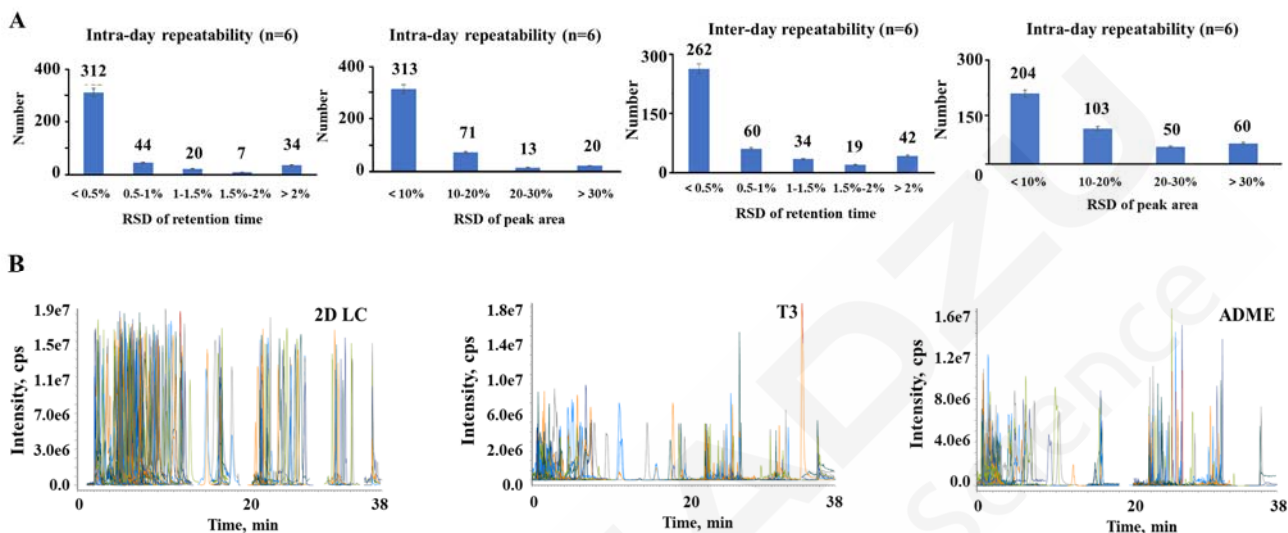 A
Intra-day repeatability (n=6)
Number
400
200
0
312
44
20
7
34
< 0.5%
0.5-1%
1-1.5%
1.5%-2%
> 2%
RSD of retention time
Intra-day repeatability (n=6)
Number
400
200
0
313
71
13
20
< 10%
10-20%
20-30%
> 30%
RSD of peak area
Inter-day repeatability (n=6)
Number
300
150
0
262
60
34
19
42
< 0.5%
0.5-1%
1-1.5%
1.5%-2%
> 2%
RSD of retention time
Intra-day repeatability (n=6)
Number
300
150
0
204
103
50
60
< 10%
10-20%
20-30%
> 30%
RSD of peak area
B
2D LC
Intensity, cps
1.9e7
1.5e7
1.1e7
7.0e6
3.0e6
0.0
0
20
38
Time, min
T3
Intensity, cps
1.8e7
1.4e7
1.0e7
6.0e6
2.0e6
0.0
0
20
38
Time, min
ADME
Intensity, cps
1.6e7
1.2e7
8.0e6
4.0e6
0.0
0
20
38
Time, min
ADZU
Science